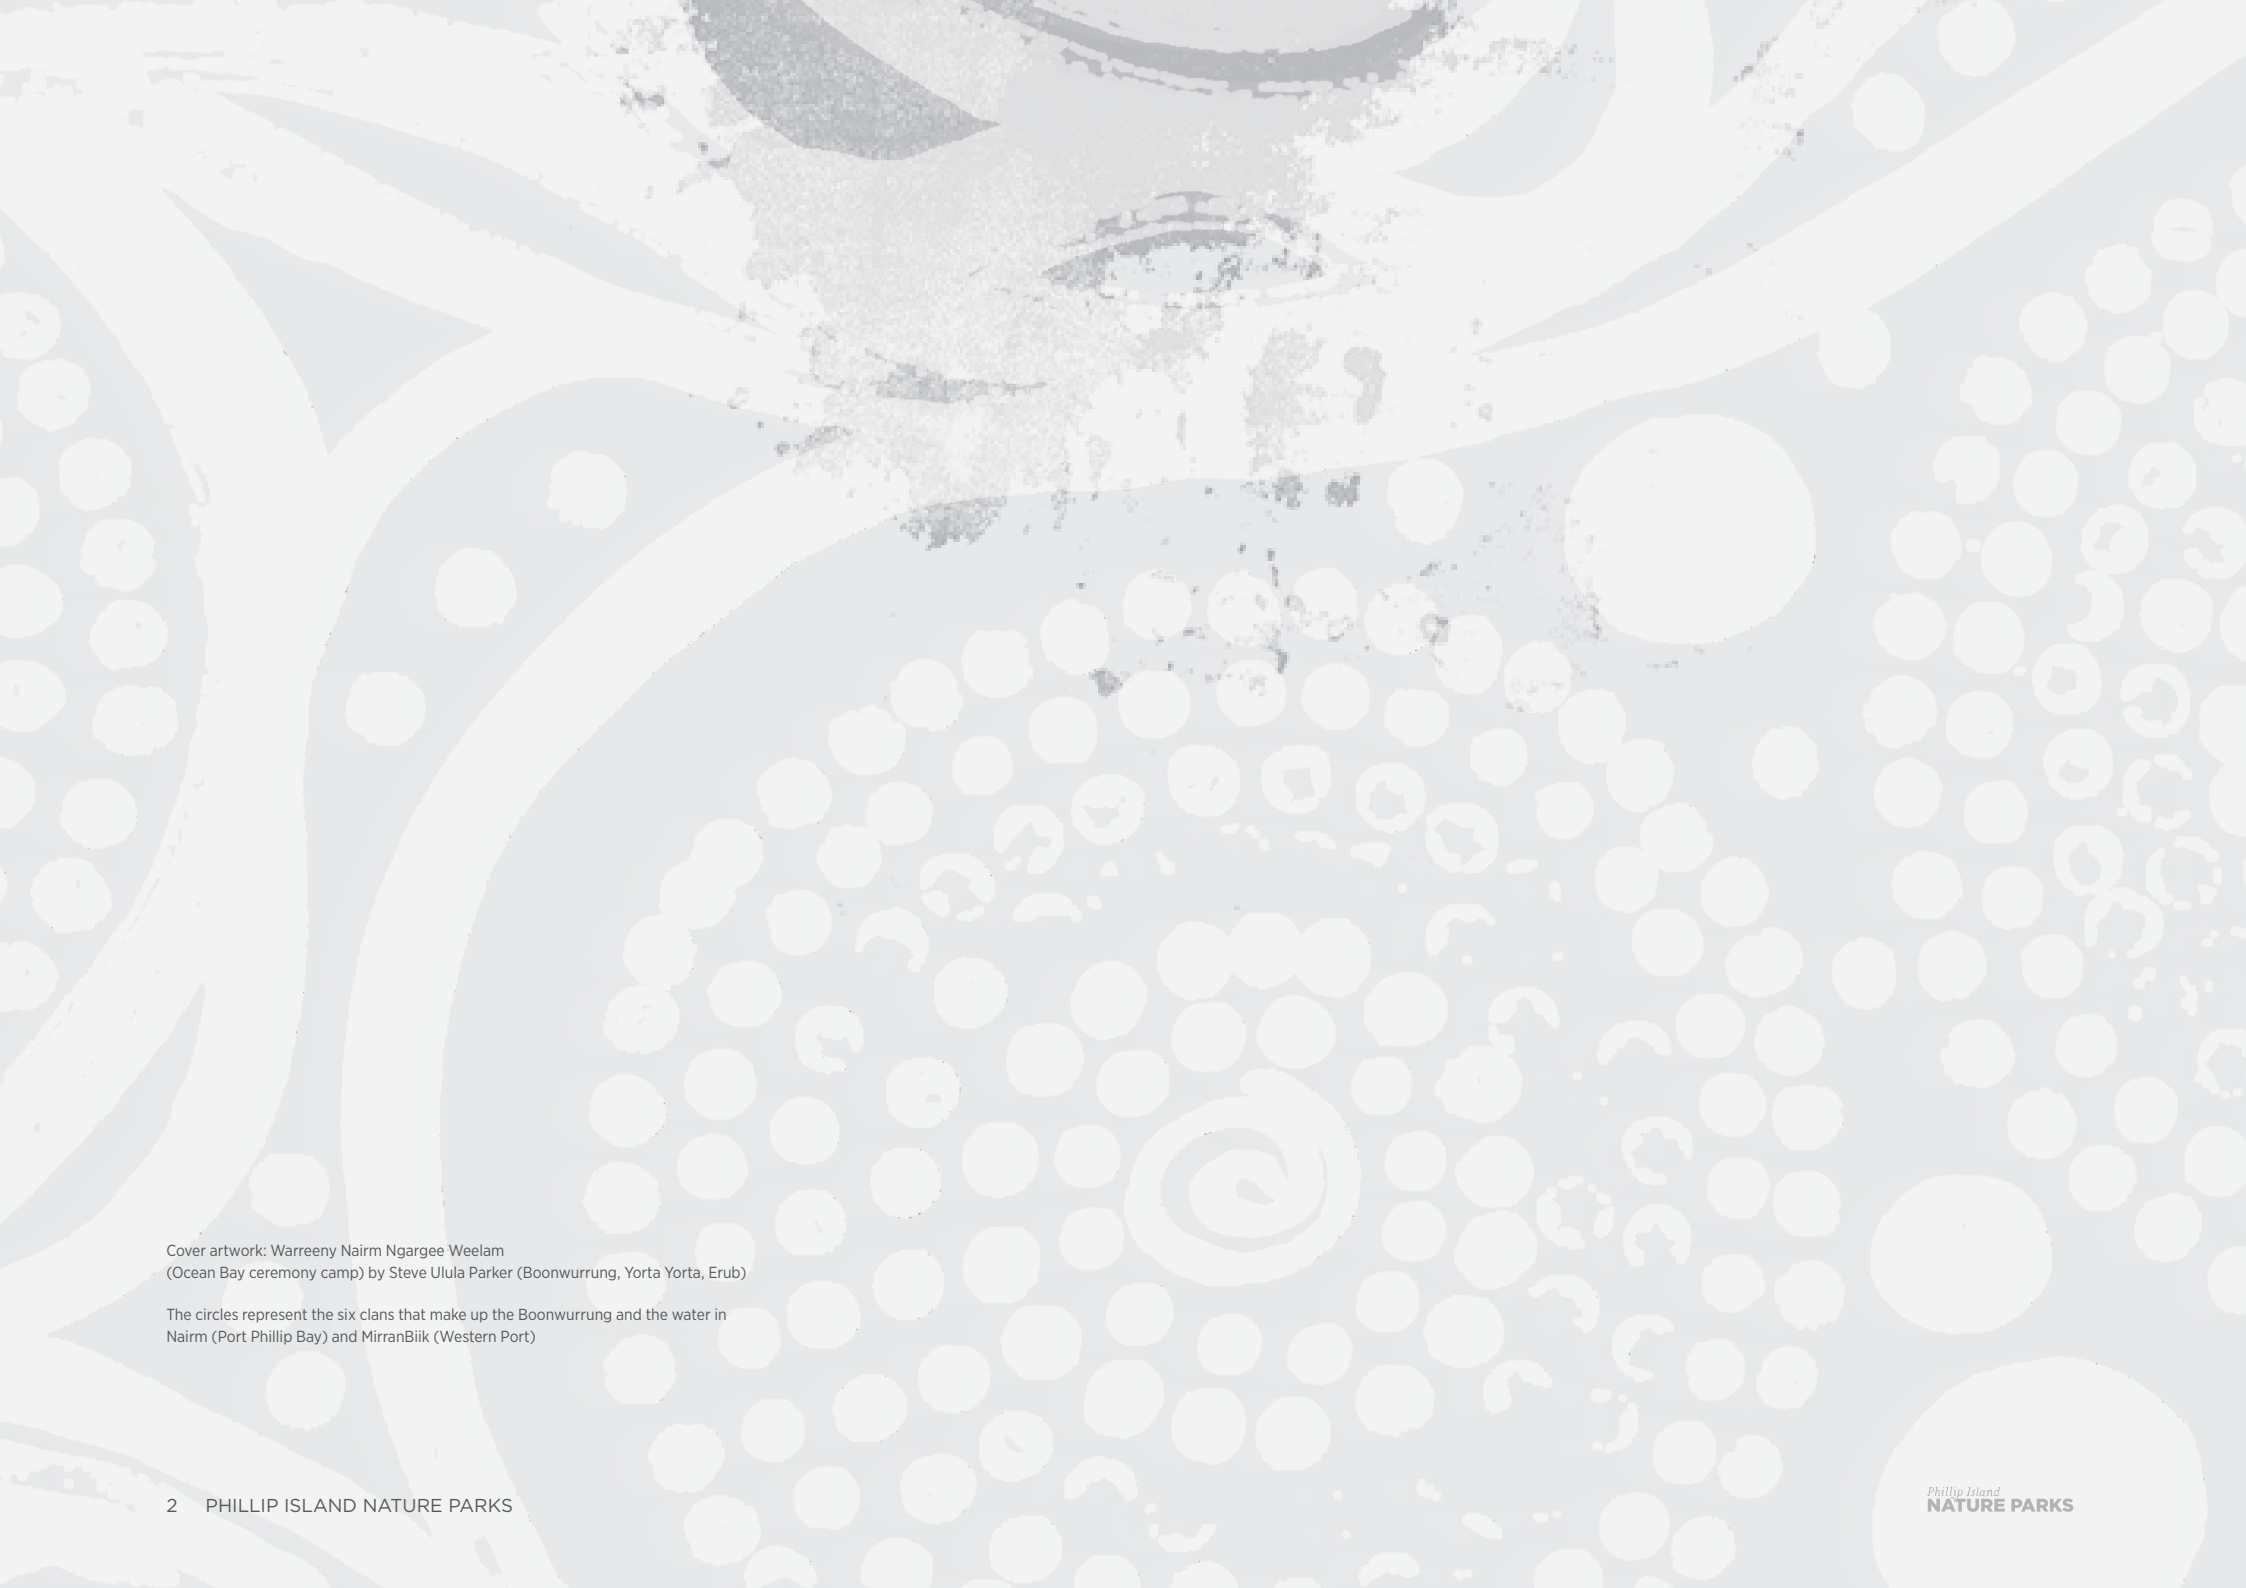 Cover artwork: Warreeny Nairm Ngargee Weelam
(Ocean Bay ceremony camp) by Steve Ulula Parker (Boonwurrung, Yorta Yorta, Erub)
The circles represent the six clans that make up the Boonwurrung and the water in
Nairm (Port Phillip Bay) and MirranBiik (Western Port)
2 PHILLIP ISLAND NATURE PARKS
Phillip Island
NATURE PARKS